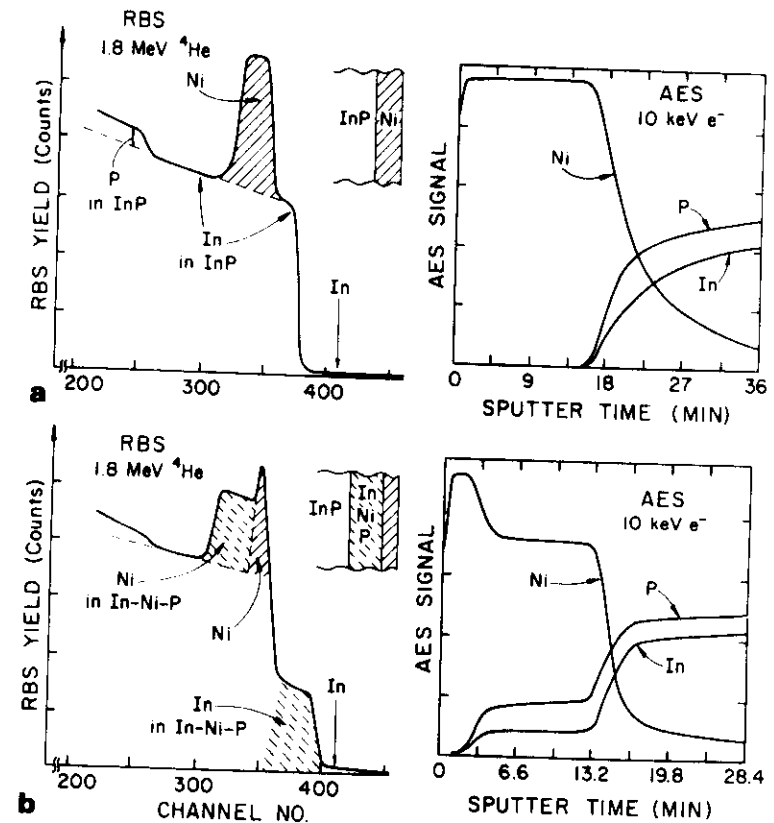 RBS
1.8 MeV ⁴He
Ni
InP
Ni
RBS YIELD (Counts)
P
in InP
In
in InP
In
200
300
400
a
AES
10 keV e⁻
Ni
P
In
AES SIGNAL
0
9
18
27
36
SPUTTER TIME (MIN)
RBS
1.8 MeV ⁴He
InP
In
Ni
P
RBS YIELD (Counts)
Ni
in In-Ni-P
Ni
In
in In-Ni-P
In
200
300
400
b
CHANNEL NO.
AES
10 keV e⁻
Ni
P
In
AES SIGNAL
0
6.6
13.2
19.8
28.4
SPUTTER TIME (MIN)